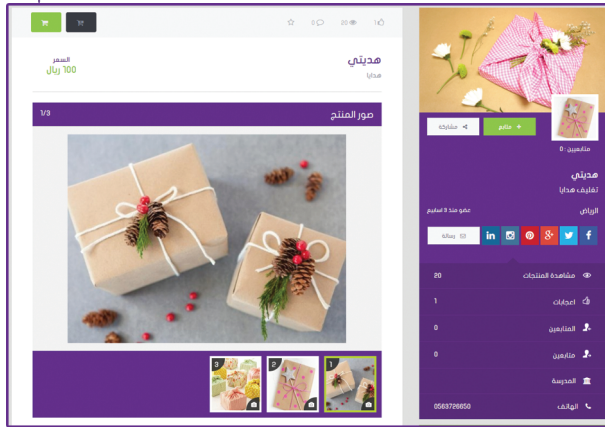 1
20
0
هديتي
هدايا
السعر
100 ريال
صور المنتج
1/3
1
2
3
متابع +
مشاركة
متابعين : 0
هديتي
تغليف هدايا
الرياض
عضو منذ 3 اسابيع
رسالة
مشاهدة المنتجات 20
اعجابات 1
المتابعين 0
متابعين 0
المدرسة
الهاتف 0563726650